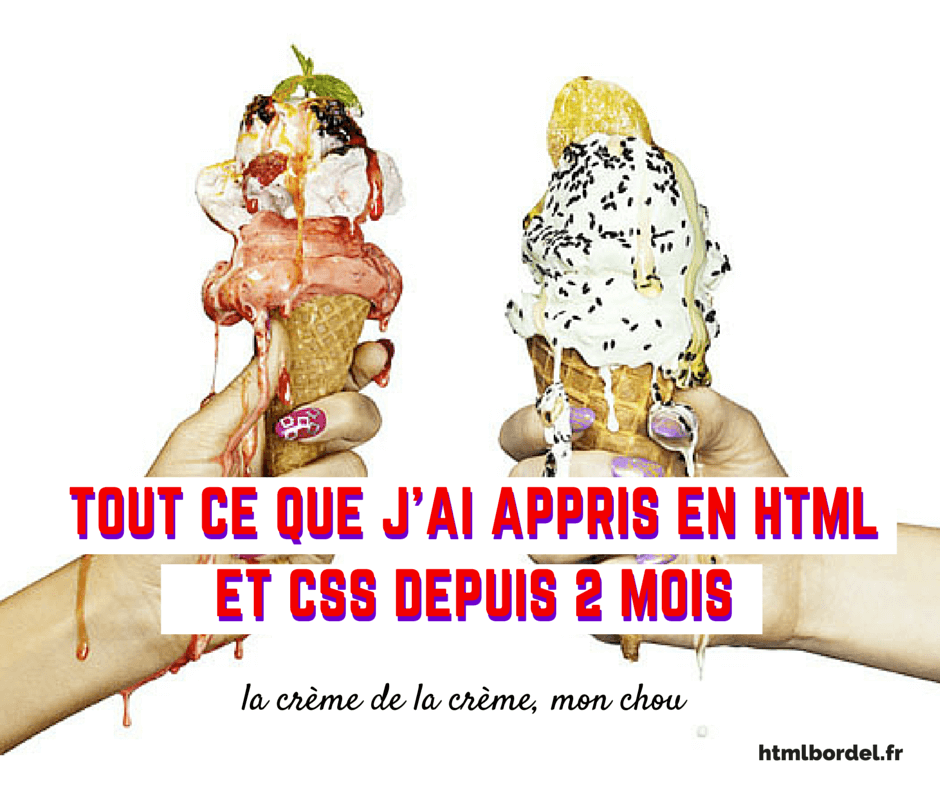 TOUT CE QUE J'AI APPRIS EN HTML
ET CSS DEPUIS 2 MOIS
la crème de la crème, mon chou
htmlbordel.fr